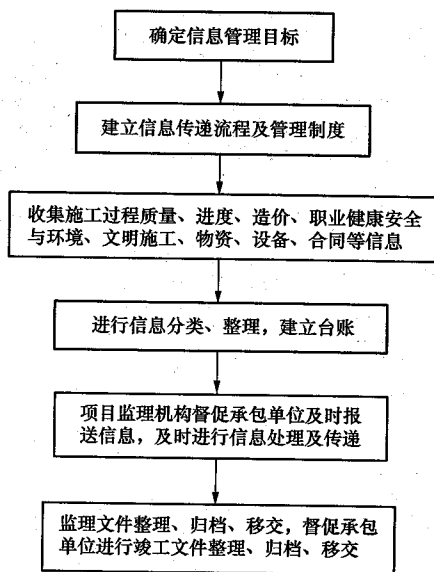 确定信息管理目标
建立信息传递流程及管理制度
收集施工过程质量、进度、造价、职业健康安全
与环境、文明施工、物资、设备、合同等信息
进行信息分类、整理，建立台账
项目监理机构督促承包单位及时报
送信息，及时进行信息处理及传递
监理文件整理、归档、移交，督促承包
单位进行竣工文件整理、归档、移交